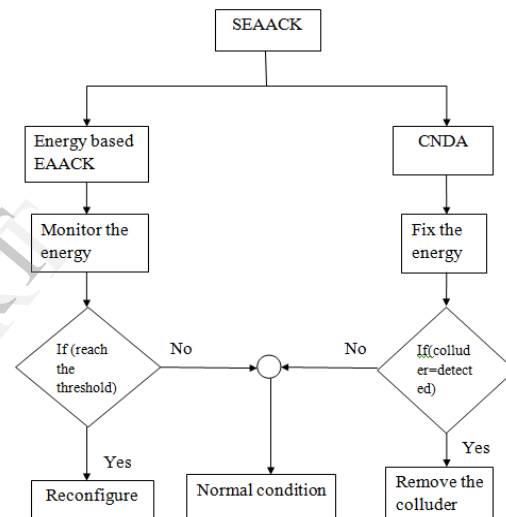 SEAACK
Energy based
EAACK
CNDA
Monitor the
energy
Fix the
energy
If (reach
the
threshold)
No
No
If(collud
er=detect
ed)
Yes
Yes
Reconfigure
Normal condition
Remove the
colluder